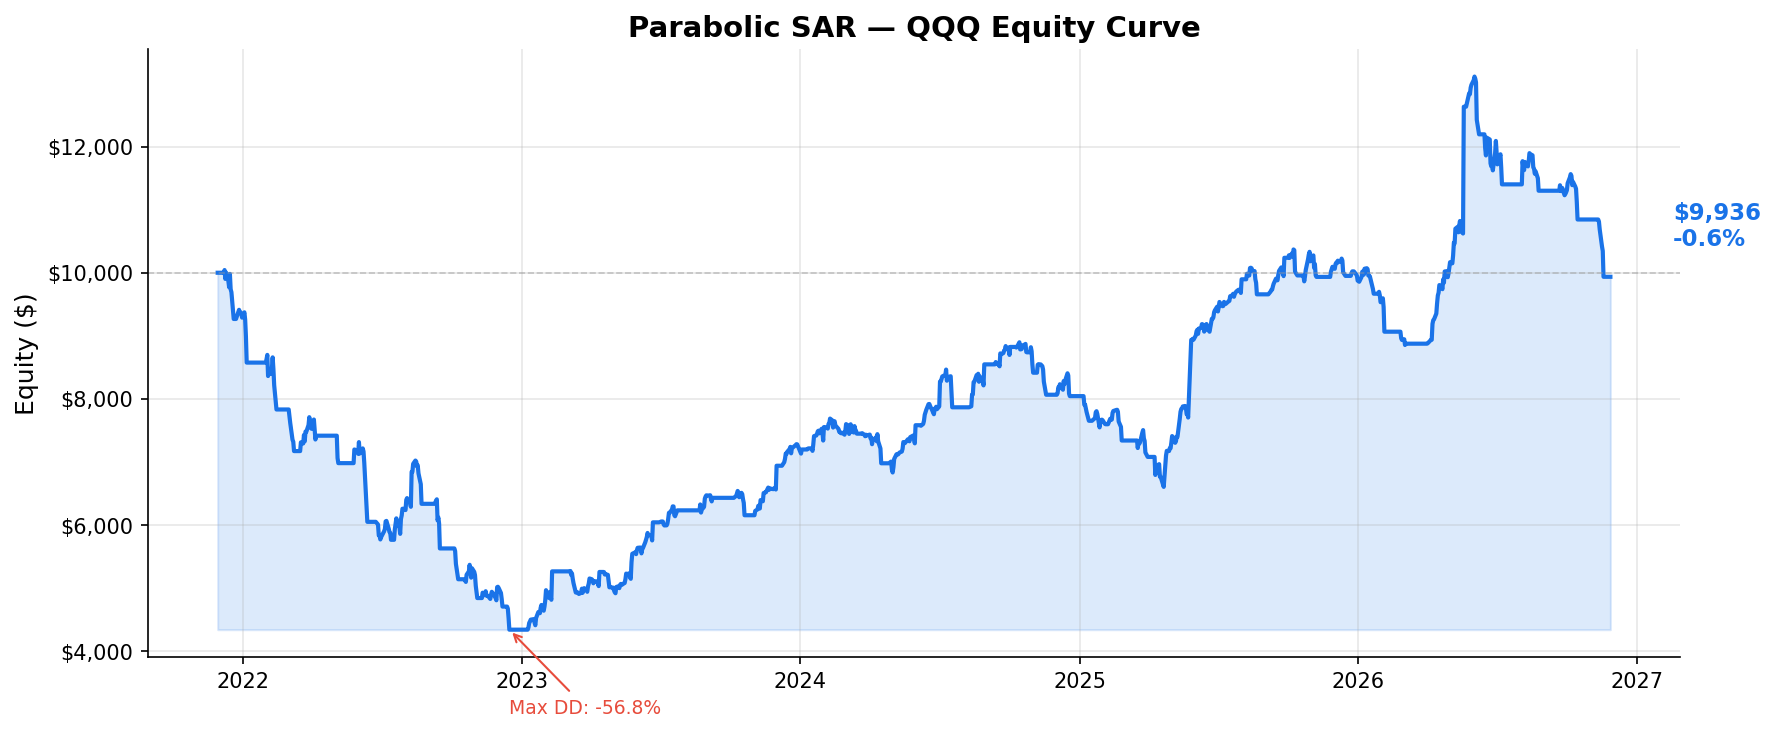 Parabolic SAR — QQQ Equity Curve
Equity ($)
$12,000
$10,000
$8,000
$6,000
$4,000
$9,936
-0.6%
2022 2023 2024 2025 2026 2027
Max DD: -56.8%